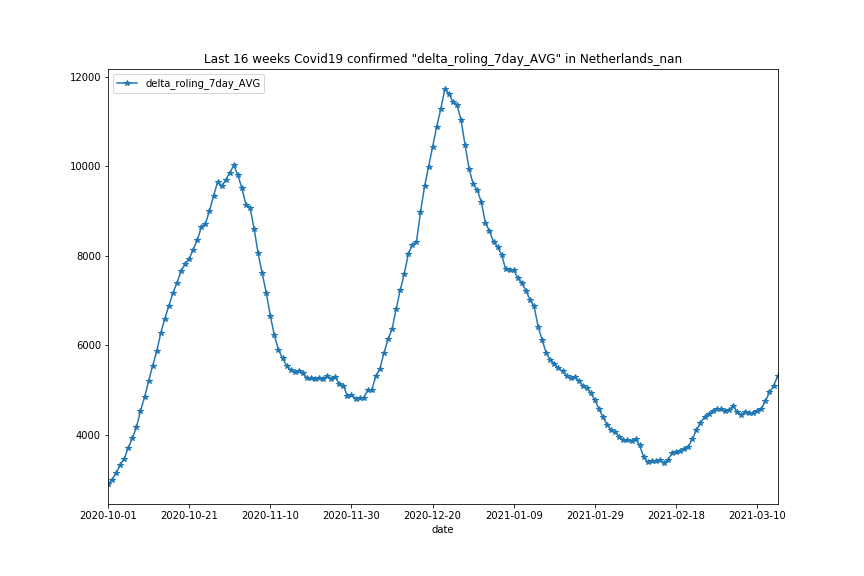 Last 16 weeks Covid19 confirmed "delta_roling_7day_AVG" in Netherlands_nan
delta_roling_7day_AVG
12000
10000
8000
6000
4000
2020-10-01 2020-10-21 2020-11-10 2020-11-30 2020-12-20 2021-01-09 2021-01-29 2021-02-18 2021-03-10
date